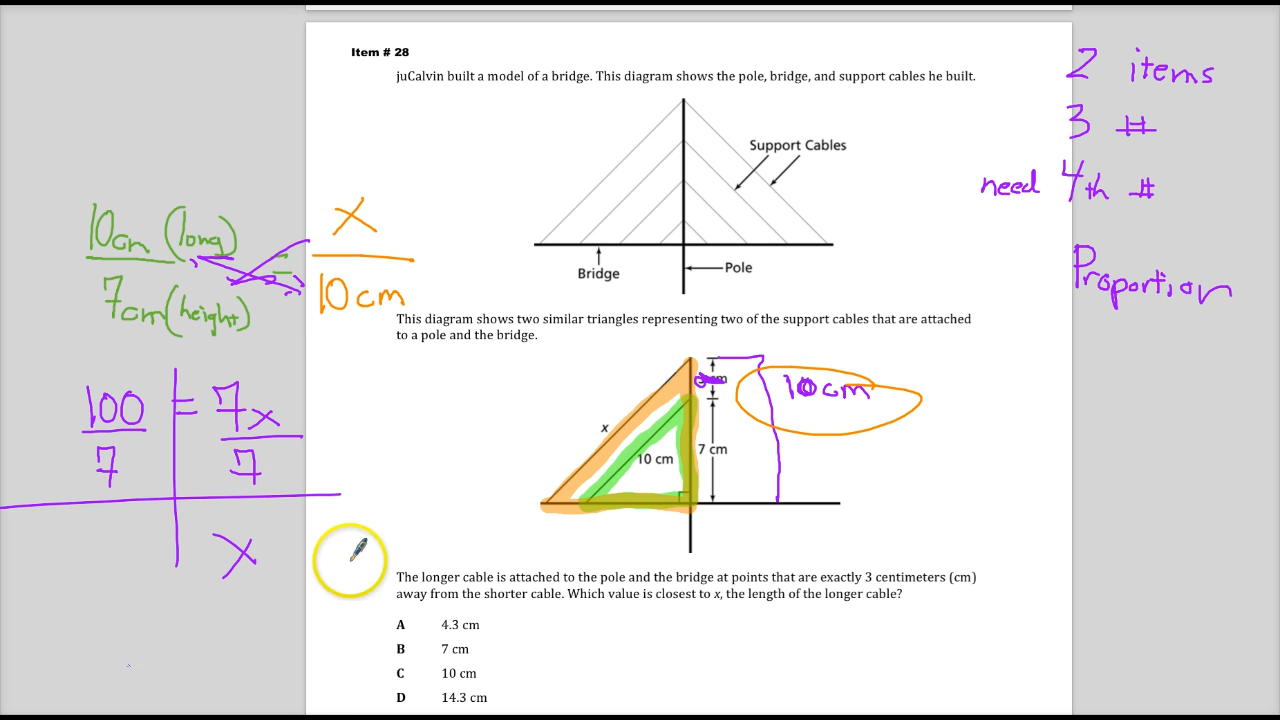 Item # 28
juCalvin built a model of a bridge. This diagram shows the pole, bridge, and support cables he built.
Support Cables
Bridge
Pole
This diagram shows two similar triangles representing two of the support cables that are attached
to a pole and the bridge.
x
10 cm
7 cm
10 cm
The longer cable is attached to the pole and the bridge at points that are exactly 3 centimeters (cm)
away from the shorter cable. Which value is closest to x, the length of the longer cable?
A 4.3 cm
B 7 cm
C 10 cm
D 14.3 cm
2 items
3 #
need 4th #
Proportion
10cm (long)
7cm (height)
=
x
10 cm
100 = 7x
7 7
x